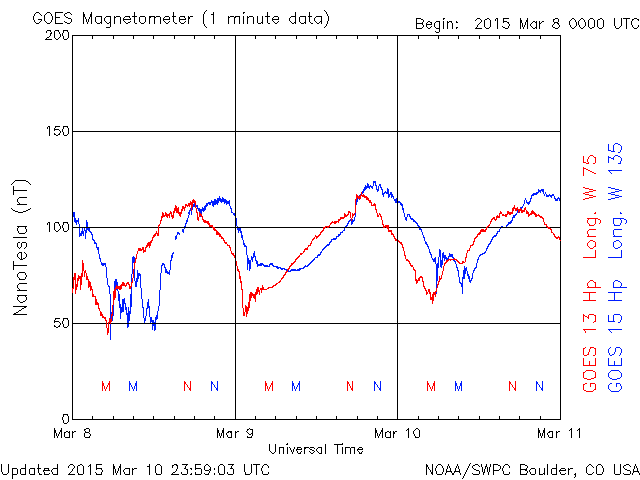 GOES Magnetometer (1 minute data)
Begin: 2015 Mar 8 0000 UTC
200
150
100
50
0
NanoTesla (nT)
M M N N M M N N M M N N
Mar 8 Mar 9 Mar 10 Mar 11
Universal Time
GOES 13 Hp Long. W 75
GOES 15 Hp Long. W 135
Updated 2015 Mar 10 23:59:03 UTC
NOAA/SWPC Boulder, CO USA